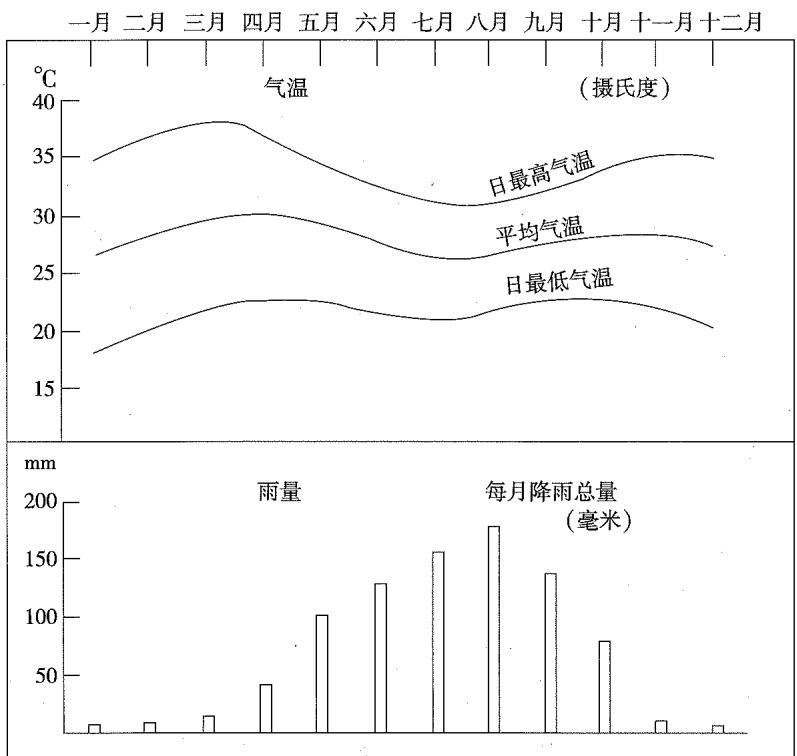 一月 二月 三月 四月 五月 六月 七月 八月 九月 十月 十一月 十二月
℃ 气温 (摄氏度)
40
35
日最高气温
30
平均气温
25
日最低气温
20
15
mm
雨量 每月降雨总量
200
(毫米)
150
100
50